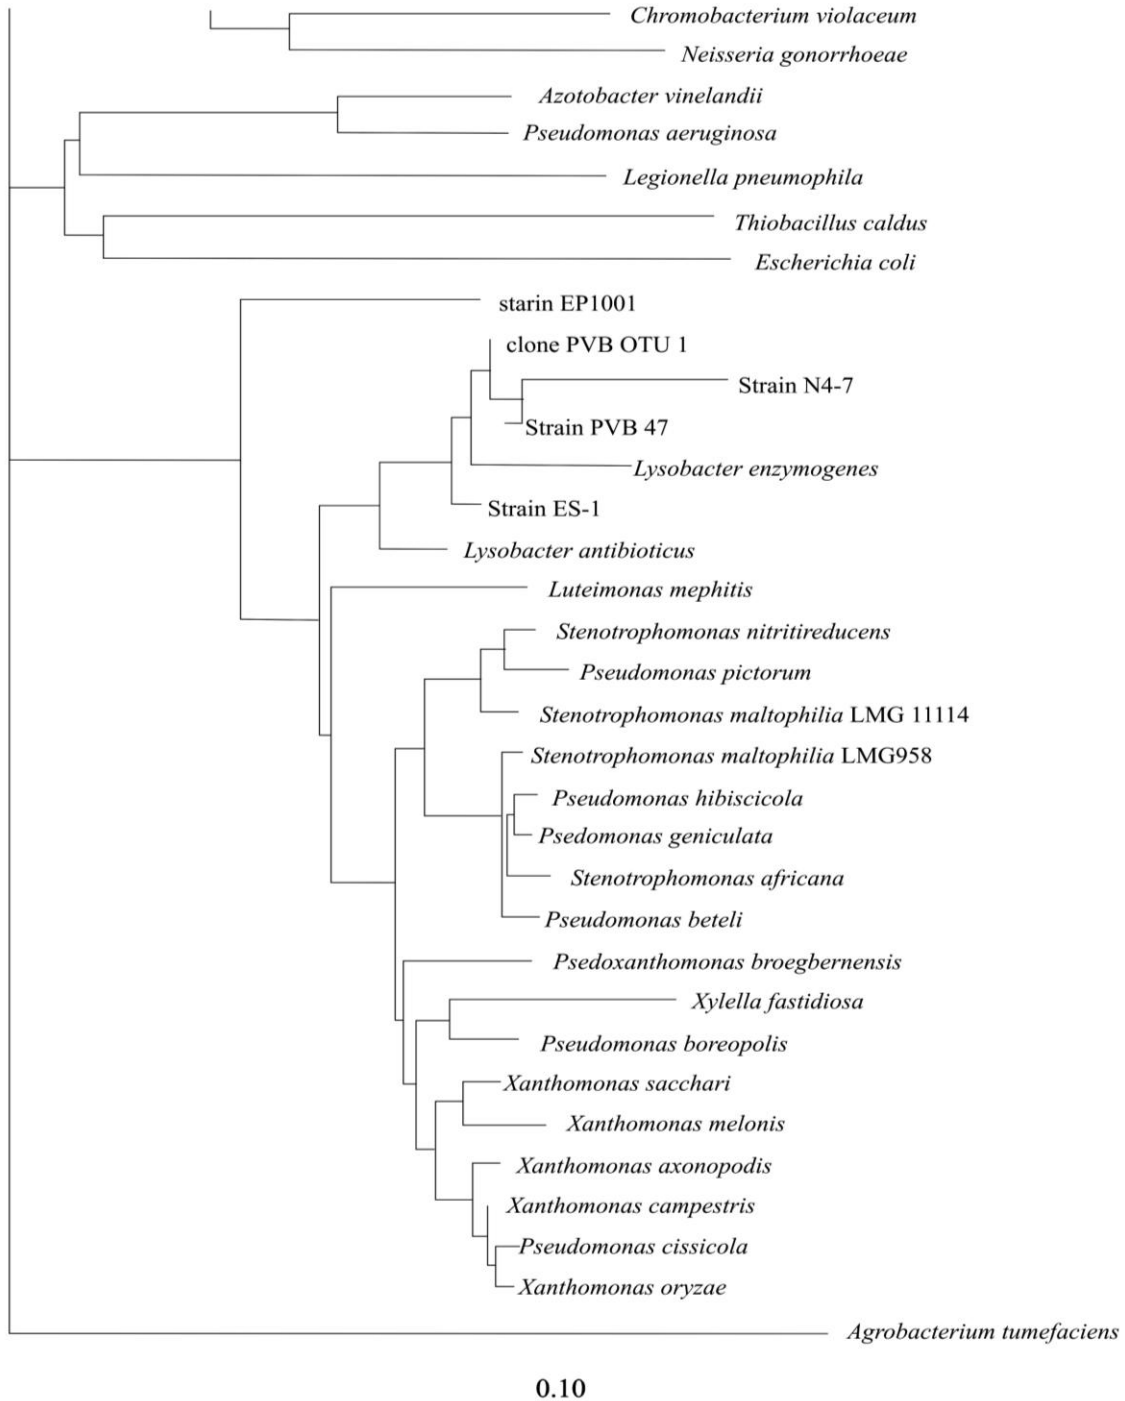 Chromobacterium violaceum
Neisseria gonorrhoeae
Azotobacter vinelandii
Pseudomonas aeruginosa
Legionella pneumophila
Thiobacillus caldus
Escherichia coli
starin EP1001
clone PVB OTU 1
Strain N4-7
Strain PVB 47
Lysobacter enzymogenes
Strain ES-1
Lysobacter antibioticus
Luteimonas mephitis
Stenotrophomonas nitritireducens
Pseudomonas pictorum
Stenotrophomonas maltophilia LMG 11114
Stenotrophomonas maltophilia LMG958
Pseudomonas hibiscicola
Psedomonas geniculata
Stenotrophomonas africana
Pseudomonas beteli
Psedoxanthomonas broegbernensis
Xylella fastidiosa
Pseudomonas boreopolis
Xanthomonas sacchari
Xanthomonas melonis
Xanthomonas axonopodis
Xanthomonas campestris
Pseudomonas cissicola
Xanthomonas oryzae
Agrobacterium tumefaciens
0.10